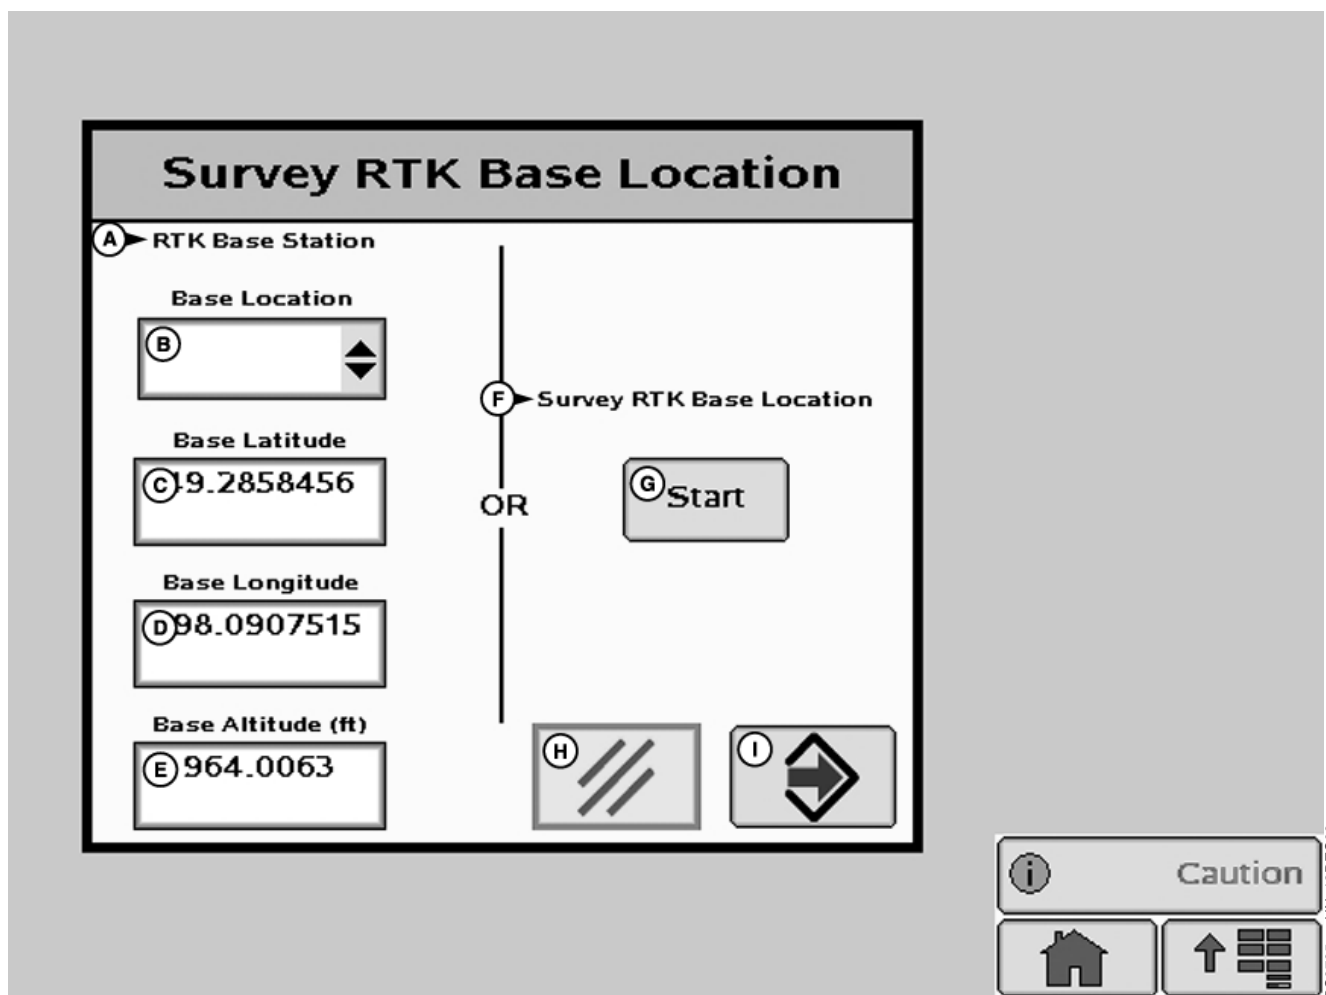 Survey RTK Base Location
A RTK Base Station
Base Location
B
Base Latitude
C 19.2858456
Base Longitude
D 98.0907515
Base Altitude (ft)
E 964.0063
F Survey RTK Base Location
OR
G Start
H
I
i Caution